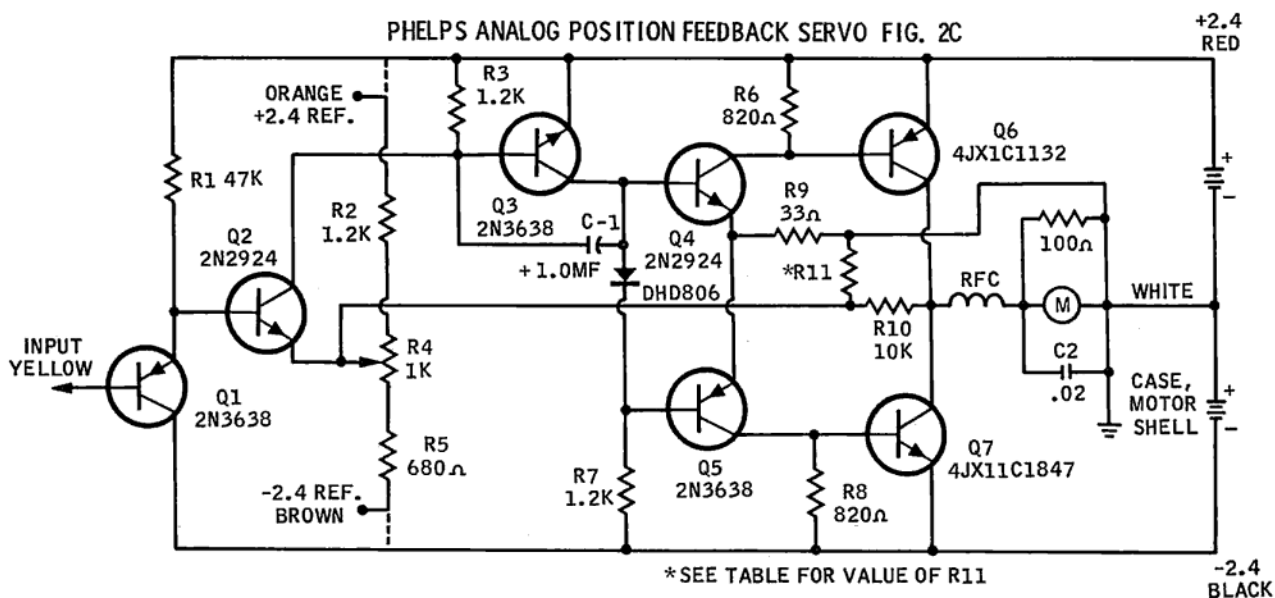 PHELPS ANALOG POSITION FEEDBACK SERVO FIG. 2C
+2.4
RED
ORANGE
+2.4 REF.
R3
1.2K
R6
820Ω
Q6
4JX1C1132
+
-
R1 47K
R2
1.2K
Q3
2N3638
C-1
+1.0MF
Q4
2N2924
R9
33Ω
*R11
100Ω
Q2
2N2924
DHD806
RFC
M
WHITE
R10
10K
INPUT
YELLOW
R4
1K
C2
.02
CASE,
MOTOR
SHELL
+
-
Q1
2N3638
R5
680Ω
Q5
2N3638
Q7
4JX11C1847
R7
1.2K
R8
820Ω
-2.4 REF.
BROWN
*SEE TABLE FOR VALUE OF R11
-2.4
BLACK